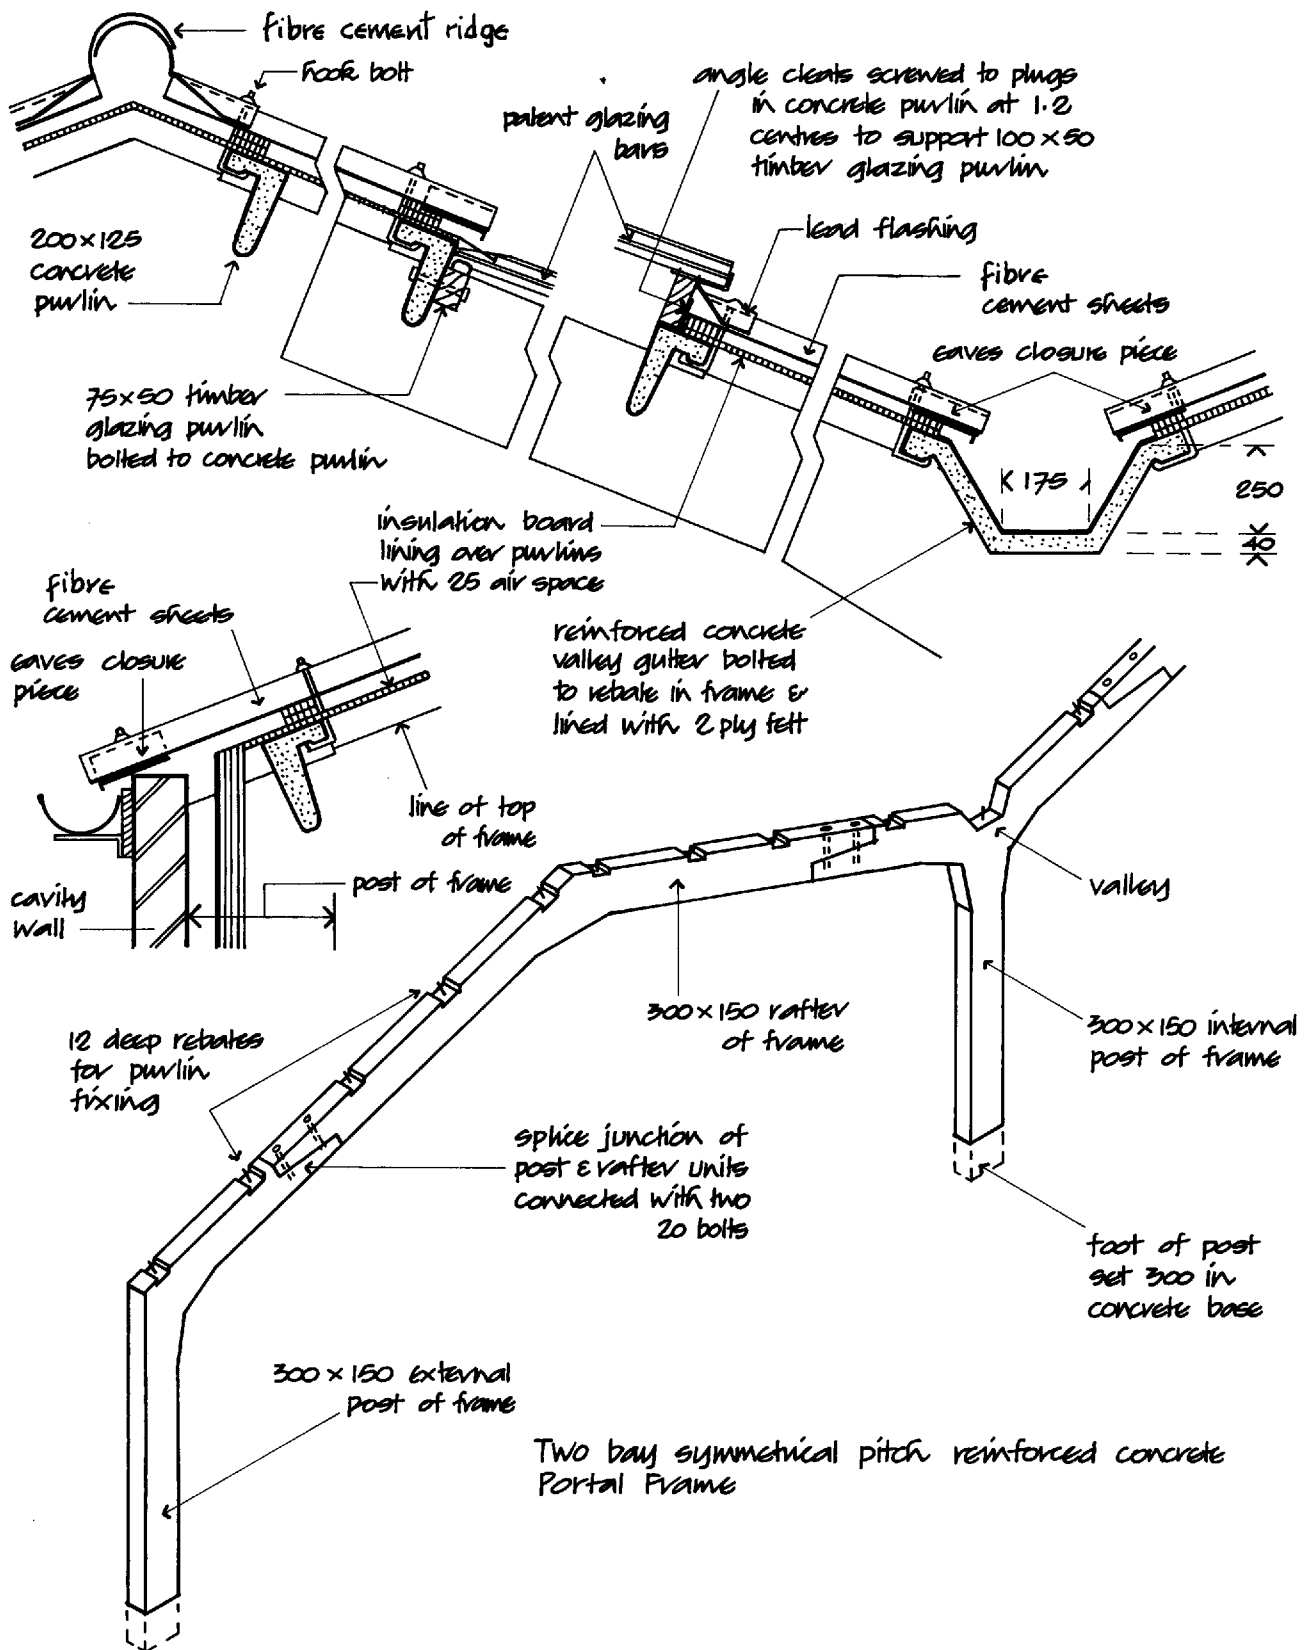 fibre cement ridge
hook bolt
patent glazing
bars
angle cleats screwed to plugs
in concrete purlin at 1·2
centres to support 100×50
timber glazing purlin
200×125
concrete
purlin
lead flashing
fibre
cement sheets
eaves closure piece
75×50 timber
glazing purlin
bolted to concrete purlin
175
250
40
insulation board
lining over purlins
with 25 air space
fibre
cement sheets
eaves closure
piece
reinforced concrete
valley gutter bolted
to rebate in frame &
lined with 2 ply felt
line of top
of frame
post of frame
cavity
wall
valley
300×150 rafter
of frame
300×150 internal
post of frame
12 deep rebates
for purlin
fixing
splice junction of
post & rafter units
connected with two
20 bolts
foot of post
set 300 in
concrete base
300×150 external
post of frame
Two bay symmetrical pitch reinforced concrete
Portal Frame